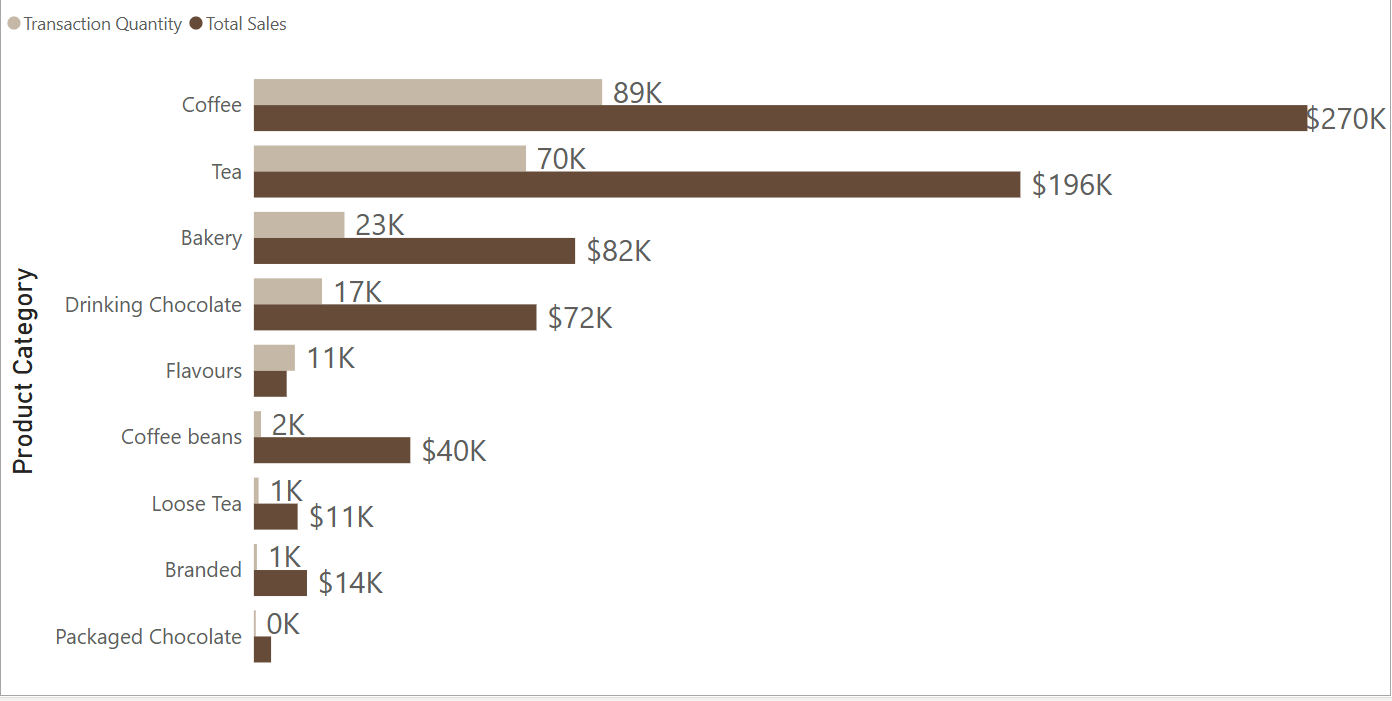 Transaction Quantity Total Sales
Product Category
Coffee 89K
$270K
Tea 70K
$196K
Bakery 23K
$82K
Drinking Chocolate 17K
$72K
Flavours 11K
Coffee beans 2K
$40K
Loose Tea 1K
$11K
Branded 1K
$14K
Packaged Chocolate 0K